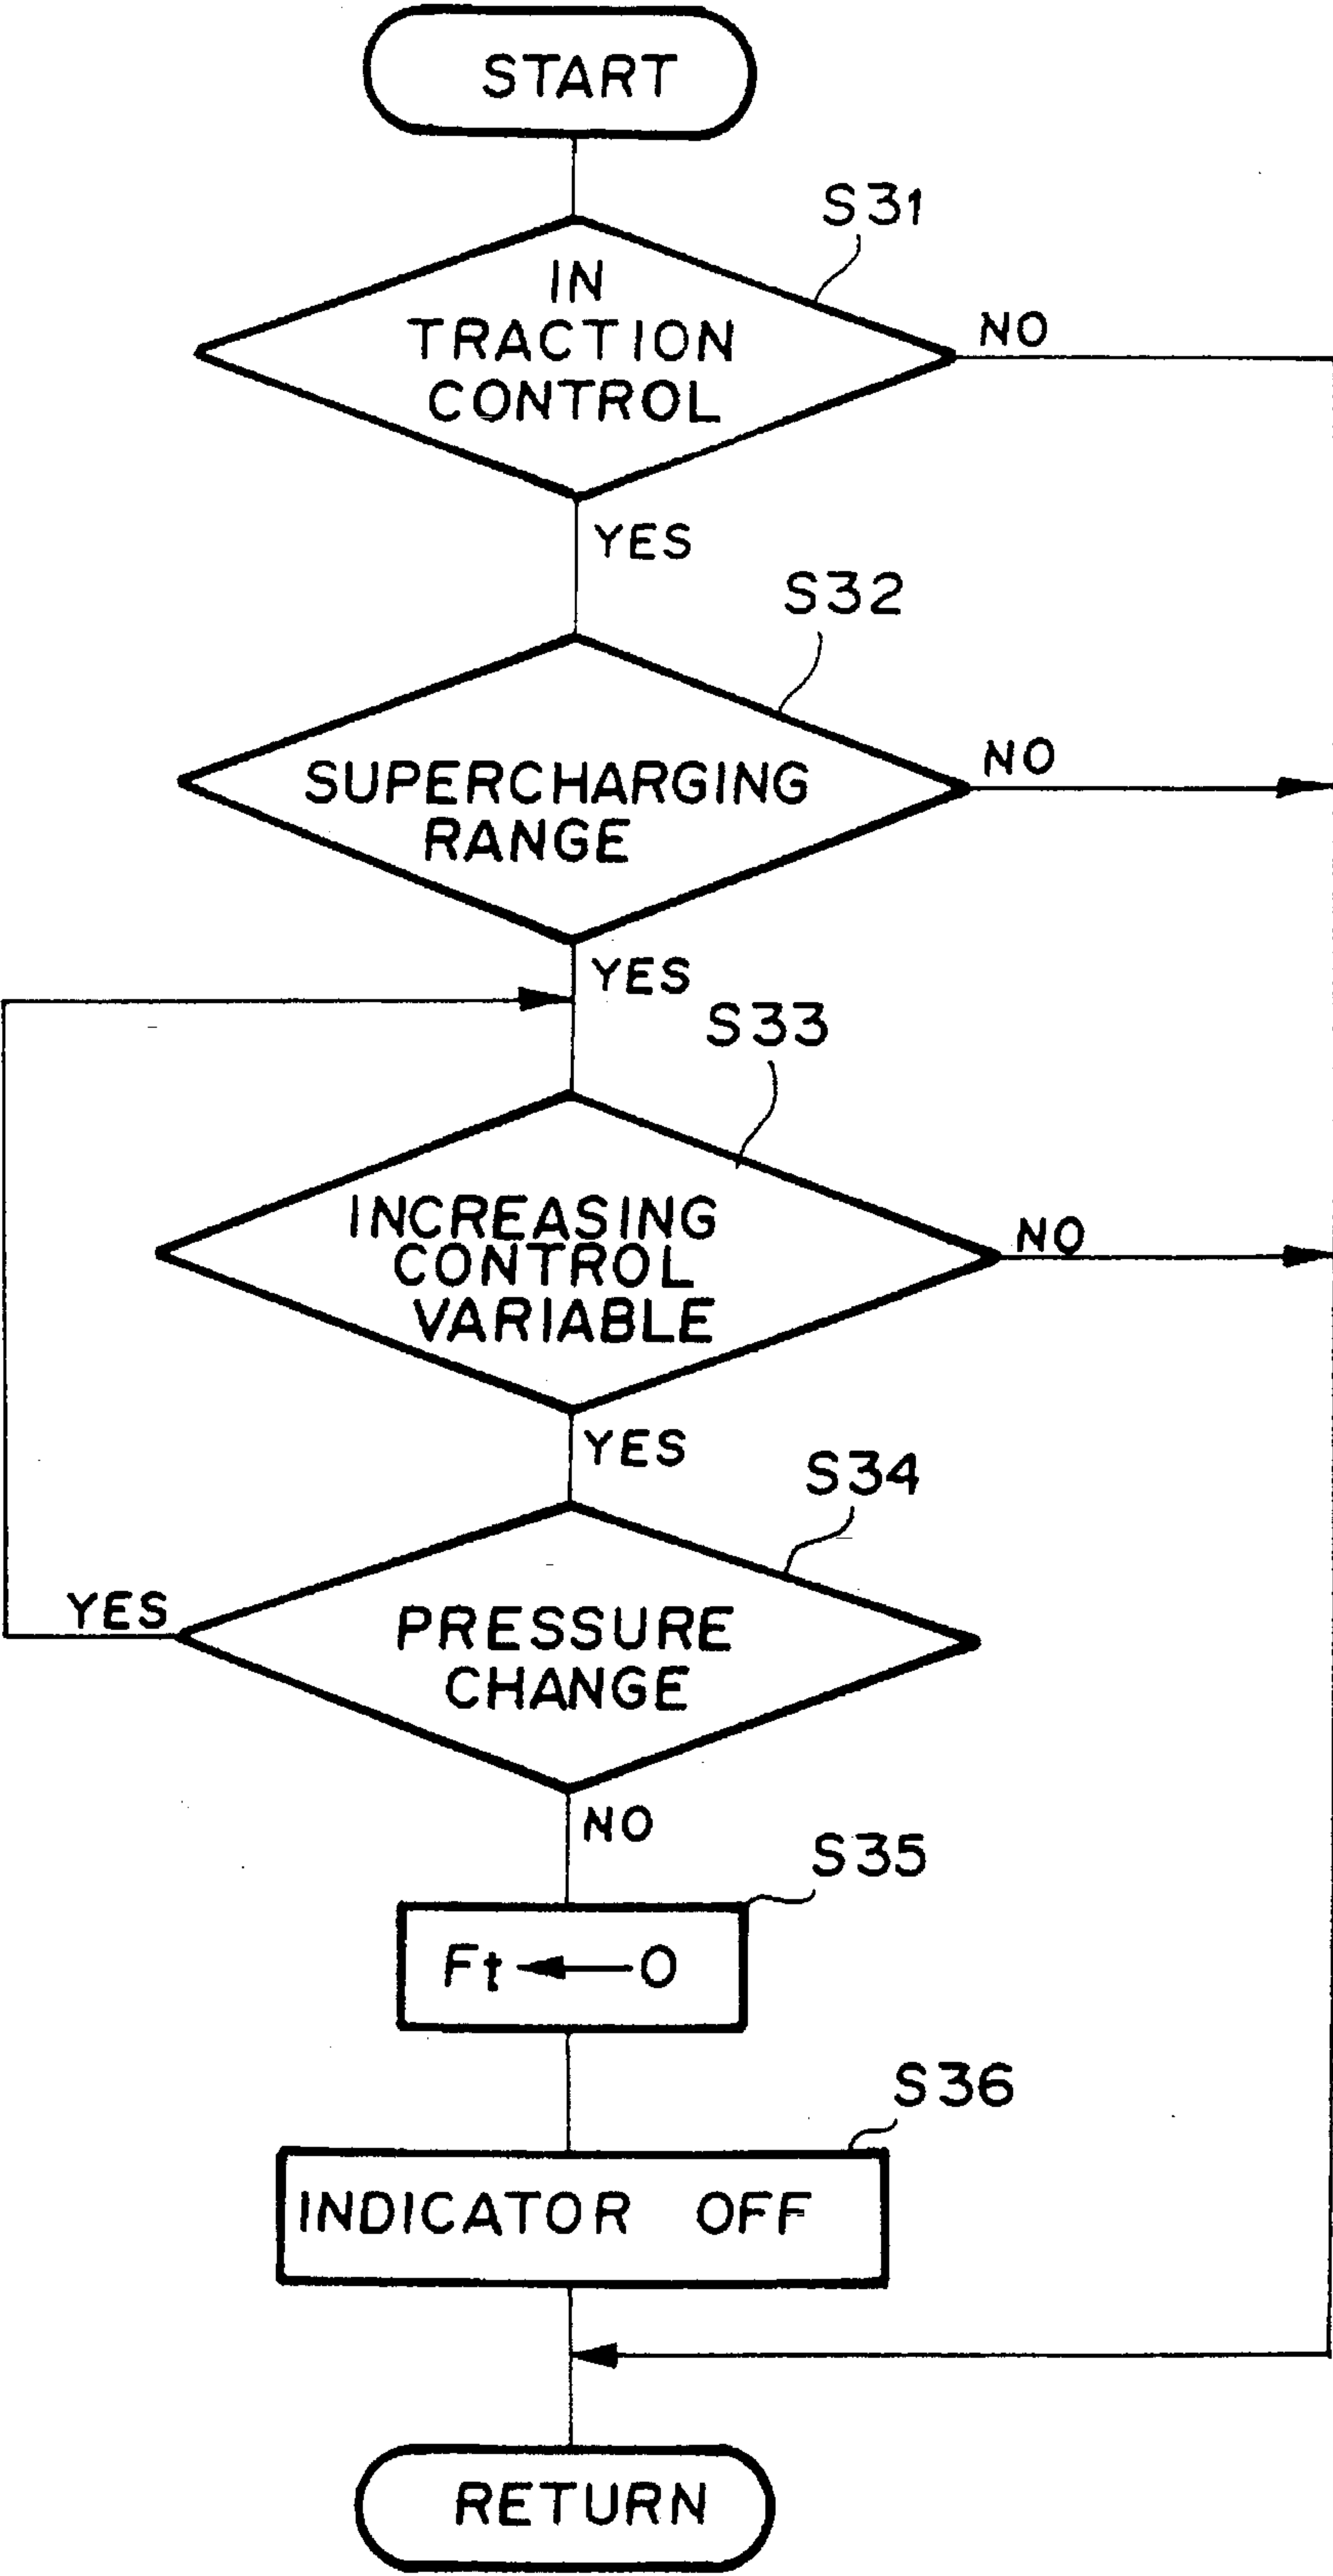 START
S31
IN
TRACTION
CONTROL
NO
YES
S32
SUPERCHARGING
RANGE
NO
YES
S33
INCREASING
CONTROL
VARIABLE
NO
YES
S34
PRESSURE
CHANGE
YES
NO
S35
Ft ← 0
S36
INDICATOR OFF
RETURN